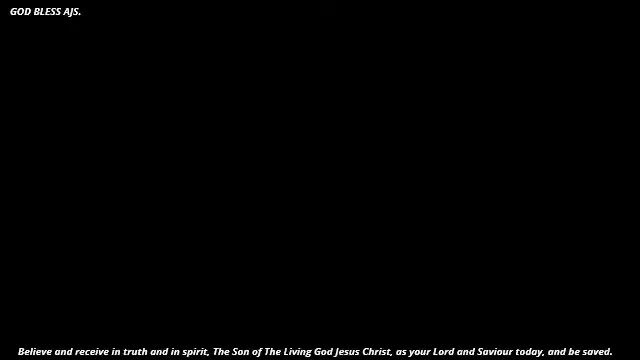 GOD BLESS AJS.
Believe and receive in truth and in spirit, The Son of The Living God Jesus Christ, as your Lord and Saviour today, and be saved.